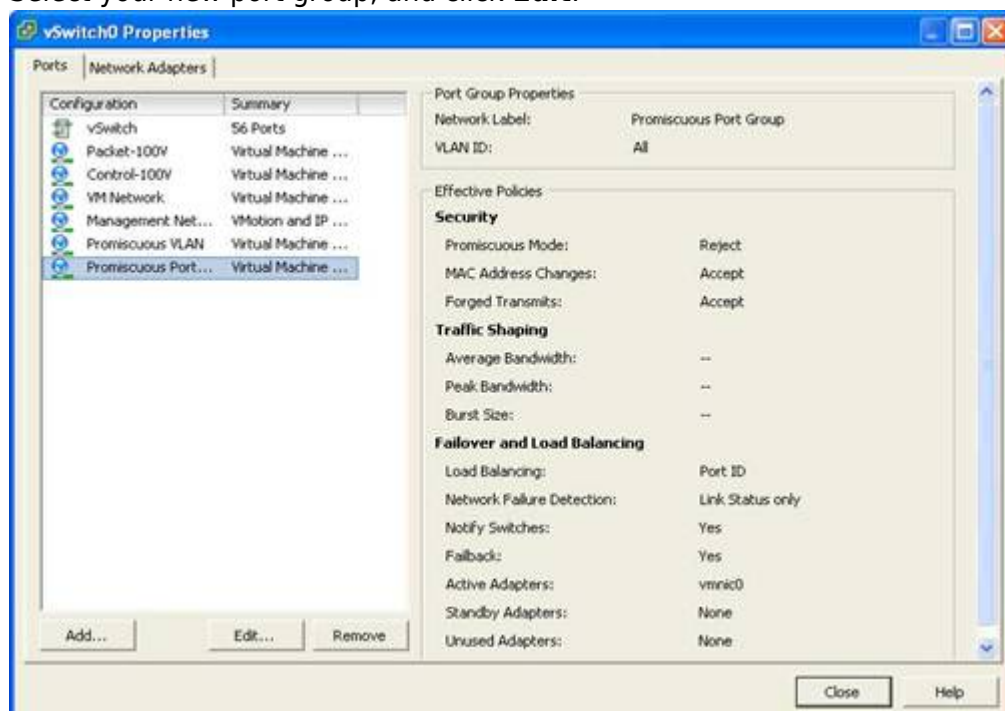 Select your new port group, and click Edit.
vSwitch0 Properties
Ports Network Adapters
Configuration Summary
vSwitch 56 Ports
Packet-100V Virtual Machine ...
Control-100V Virtual Machine ...
VM Network Virtual Machine ...
Management Net... VMotion and IP ...
Promiscuous VLAN Virtual Machine ...
Promiscuous Port... Virtual Machine ...
Add... Edit... Remove
Port Group Properties
Network Label: Promiscuous Port Group
VLAN ID: All
Effective Policies
Security
Promiscuous Mode: Reject
MAC Address Changes: Accept
Forged Transmits: Accept
Traffic Shaping
Average Bandwidth: --
Peak Bandwidth: --
Burst Size: --
Failover and Load Balancing
Load Balancing: Port ID
Network Failure Detection: Link Status only
Notify Switches: Yes
Failback: Yes
Active Adapters: vmnic0
Standby Adapters: None
Unused Adapters: None
Close Help